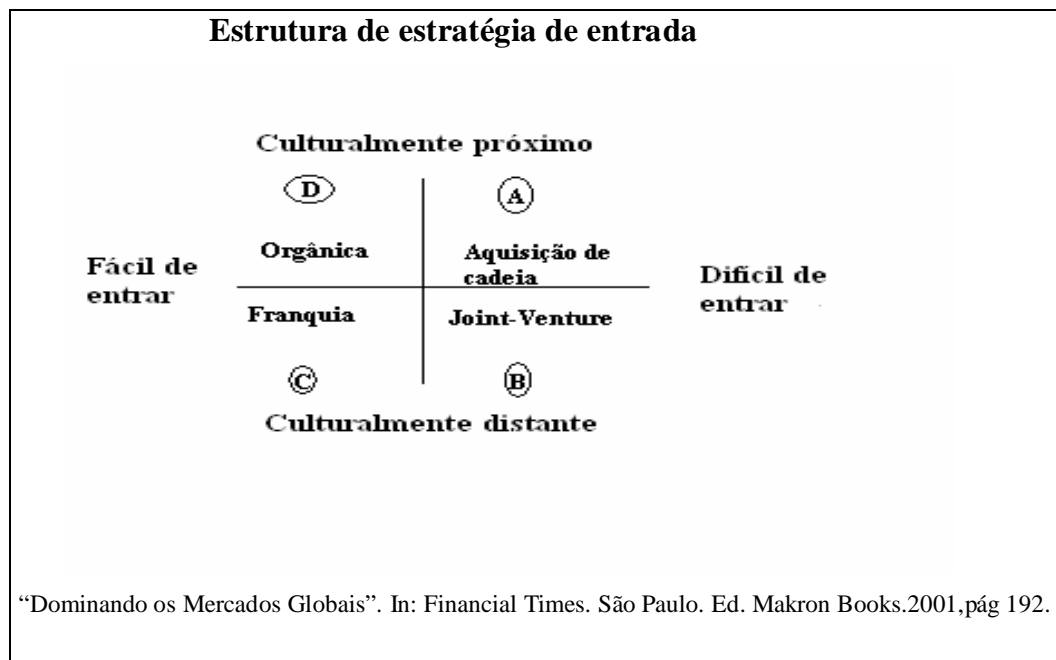 Estrutura de estratégia de entrada
Culturalmente próximo
D
A
Orgânica
Aquisição de
cadeia
Fácil de
entrar
Difícil de
entrar
Franquia
Joint-Venture
C
B
Culturalmente distante
“Dominando os Mercados Globais”. In: Financial Times. São Paulo. Ed. Makron Books.2001,pág 192.